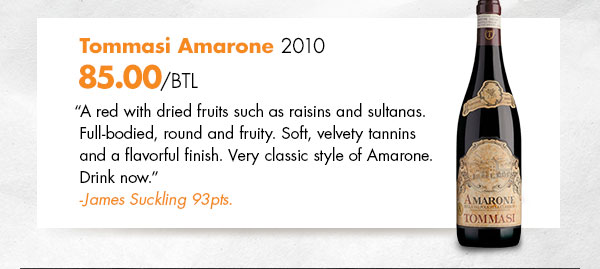 Tommasi Amarone 2010
85.00/BTL
“A red with dried fruits such as raisins and sultanas.
Full-bodied, round and fruity. Soft, velvety tannins
and a flavorful finish. Very classic style of Amarone.
Drink now.”
-James Suckling 93pts.
AMARONE
TOMMASI